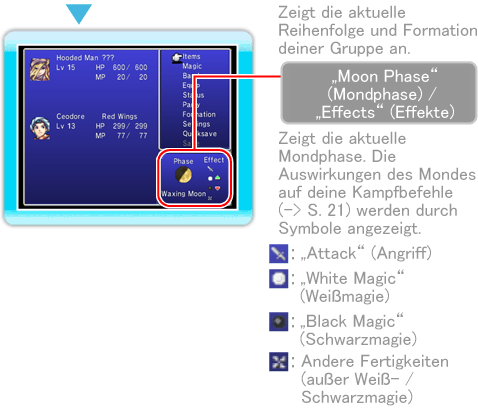 Zeigt die aktuelle
Reihenfolge und Formation
deiner Gruppe an.
„Moon Phase“
(Mondphase) /
„Effects“ (Effekte)
Zeigt die aktuelle
Mondphase. Die
Auswirkungen des Mondes
auf deine Kampfbefehle
(-> S. 21) werden durch
Symbole angezeigt.
: „Attack“ (Angriff)
: „White Magic“
(Weißmagie)
: „Black Magic“
(Schwarzmagie)
: Andere Fertigkeiten
(außer Weiß- /
Schwarzmagie)
Hooded Man ???
Lv 15 HP 600/ 600
MP 20/ 20
Ceodore Red Wings
Lv 13 HP 299/ 299
MP 77/ 77
Items
Magic
Equip
Status
Party
Formation
Settings
Quicksave
Save
Phase Effect
Waxing Moon